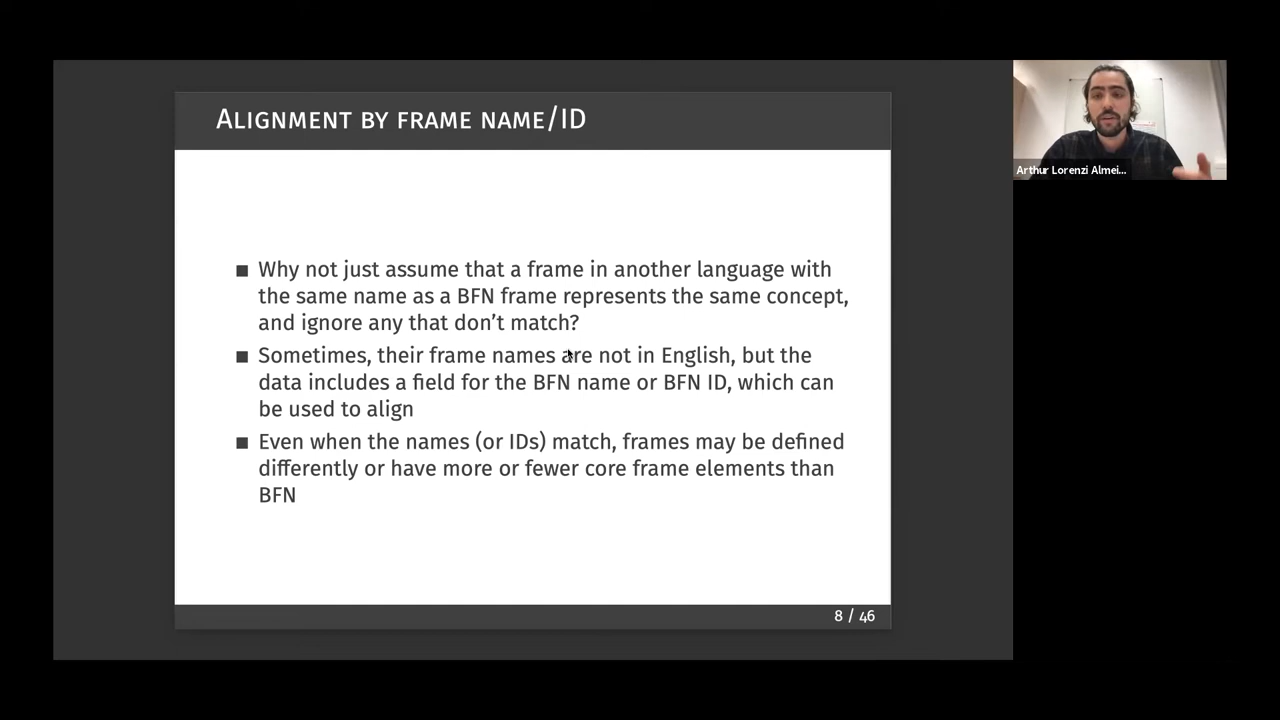 Alignment by frame name/ID
■ Why not just assume that a frame in another language with
the same name as a BFN frame represents the same concept,
and ignore any that don't match?
■ Sometimes, their frame names are not in English, but the
data includes a field for the BFN name or BFN ID, which can
be used to align
■ Even when the names (or IDs) match, frames may be defined
differently or have more or fewer core frame elements than
BFN
8 / 46
Arthur Lorenzi Almei...